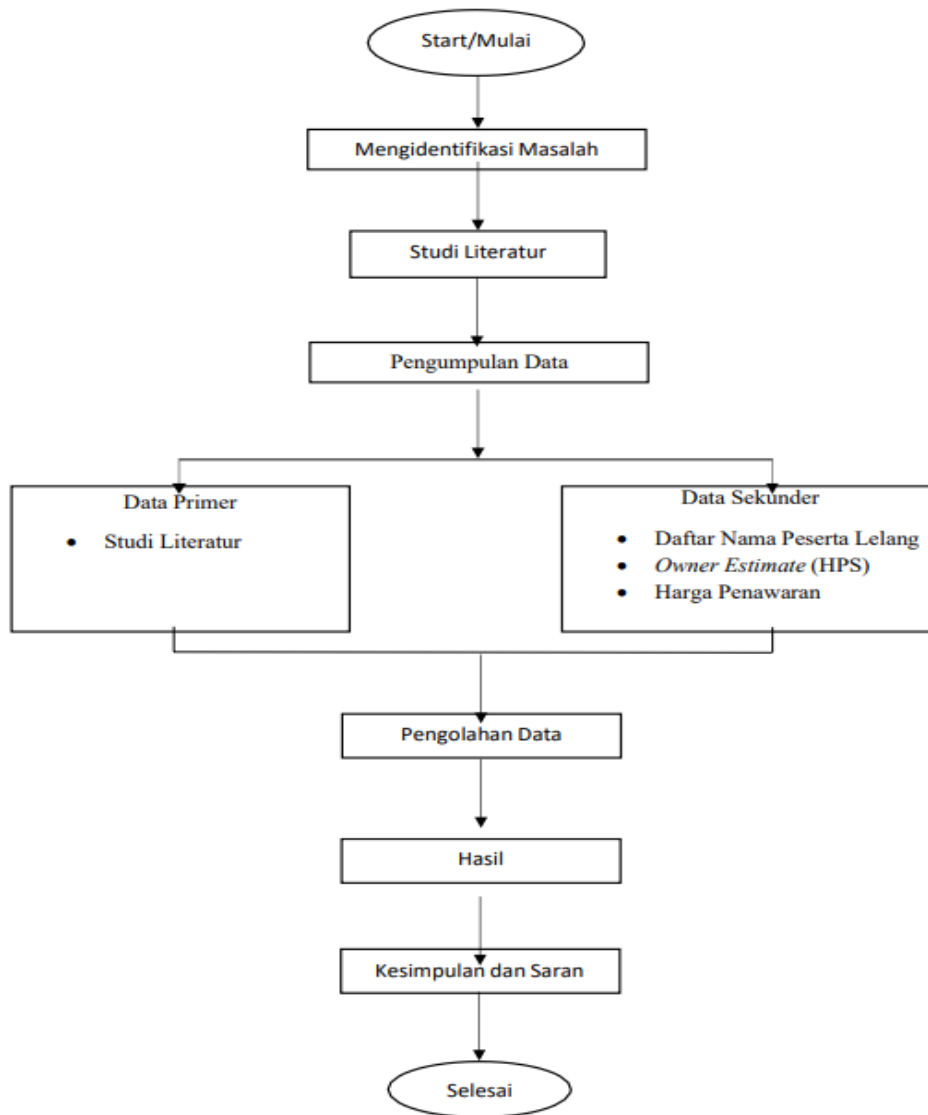 Start/Mulai
Mengidentifikasi Masalah
Studi Literatur
Pengumpulan Data
Data Primer
• Studi Literatur
Data Sekunder
• Daftar Nama Peserta Lelang
• Owner Estimate (HPS)
• Harga Penawaran
Pengolahan Data
Hasil
Kesimpulan dan Saran
Selesai